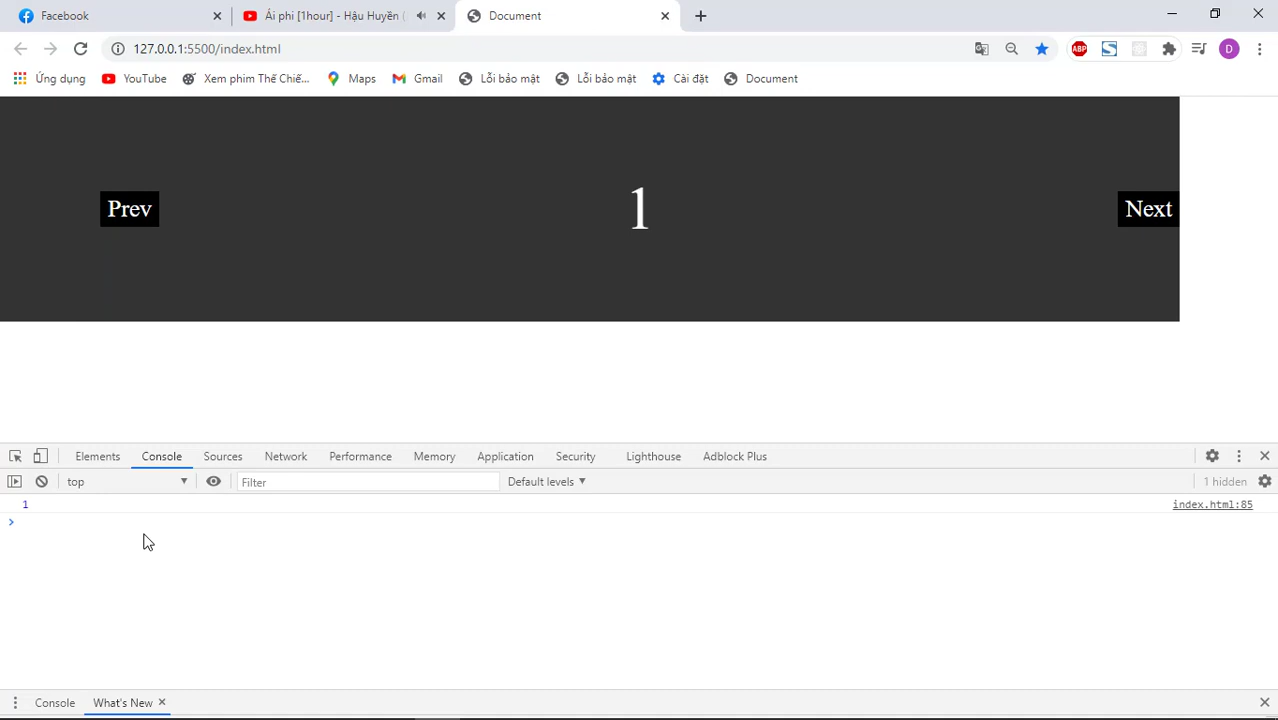 Facebook Ái phi [1hour] - Hậu Huyền ( Document
127.0.0.1:5500/index.html ABP S D
Ứng dụng YouTube Xem phim Thế Chiế... Maps Gmail Lỗi bảo mật Lỗi bảo mật Cài đặt Document
Prev 1 Next
Elements Console Sources Network Performance Memory Application Security Lighthouse Adblock Plus
top Filter Default levels 1 hidden
1 index.html:85
Console What's New